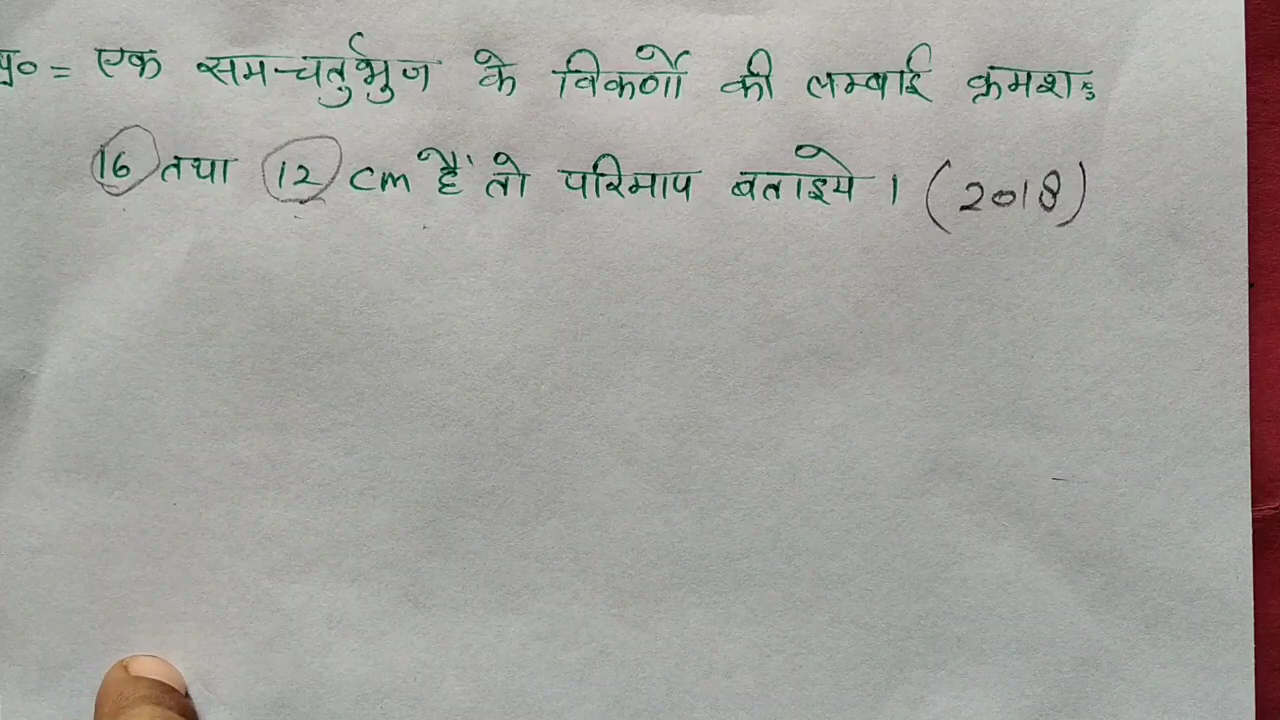 प्र० = एक समचतुर्भुज के विकर्णो की लम्बाई क्रमशः
16 तथा 12 cm हैं तो परिमाप बताइये । (2018)